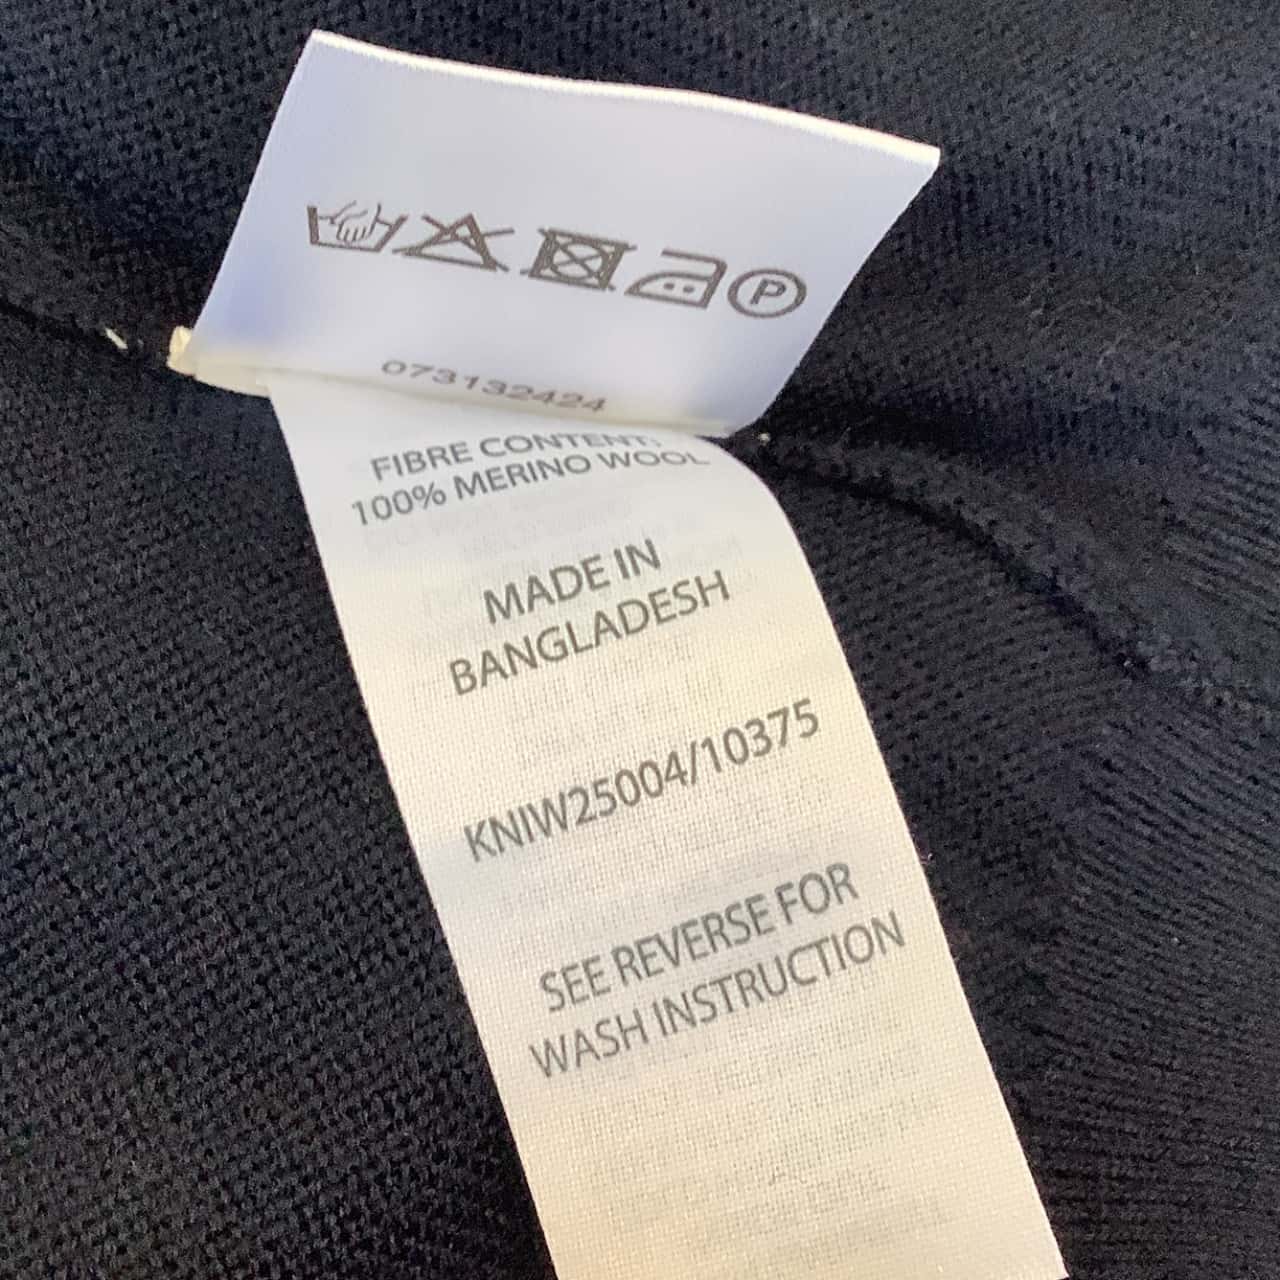 P
073132424
FIBRE CONTENT:
100% MERINO WOOL
MADE IN
BANGLADESH
KNIW25004/10375
SEE REVERSE FOR
WASH INSTRUCTION